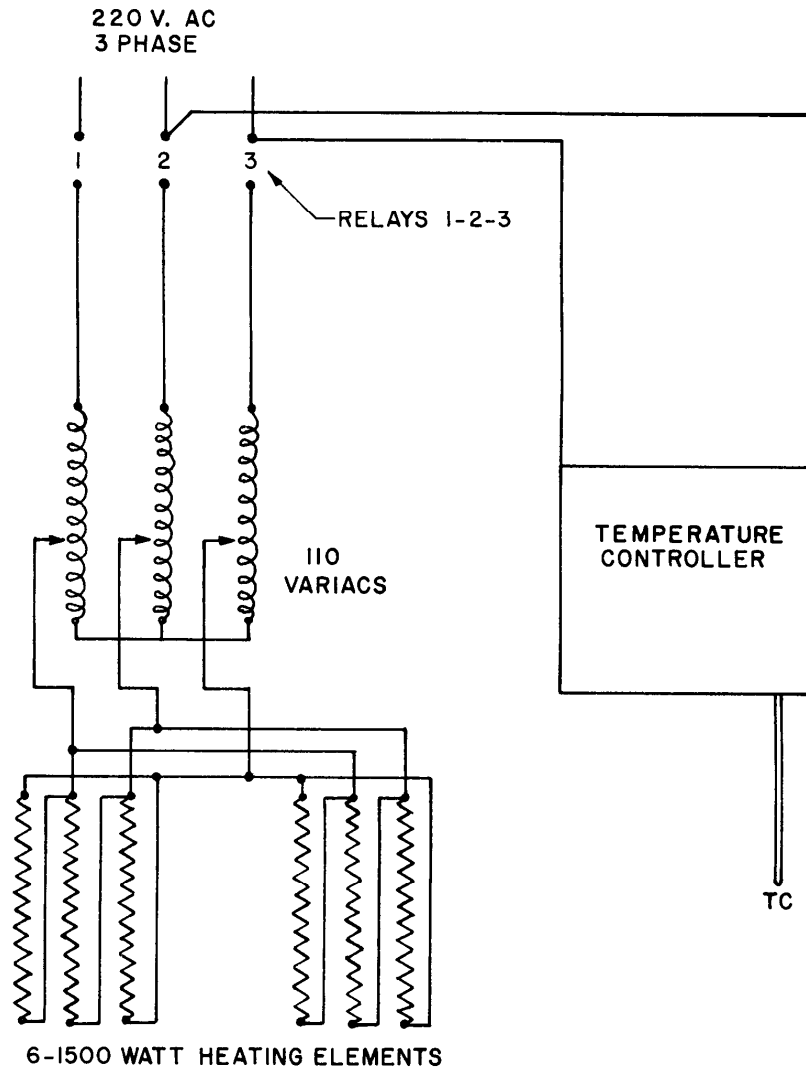 220 V. AC
3 PHASE
1 2 3
RELAYS 1-2-3
110
VARIACS
TEMPERATURE
CONTROLLER
TC
6-1500 WATT HEATING ELEMENTS